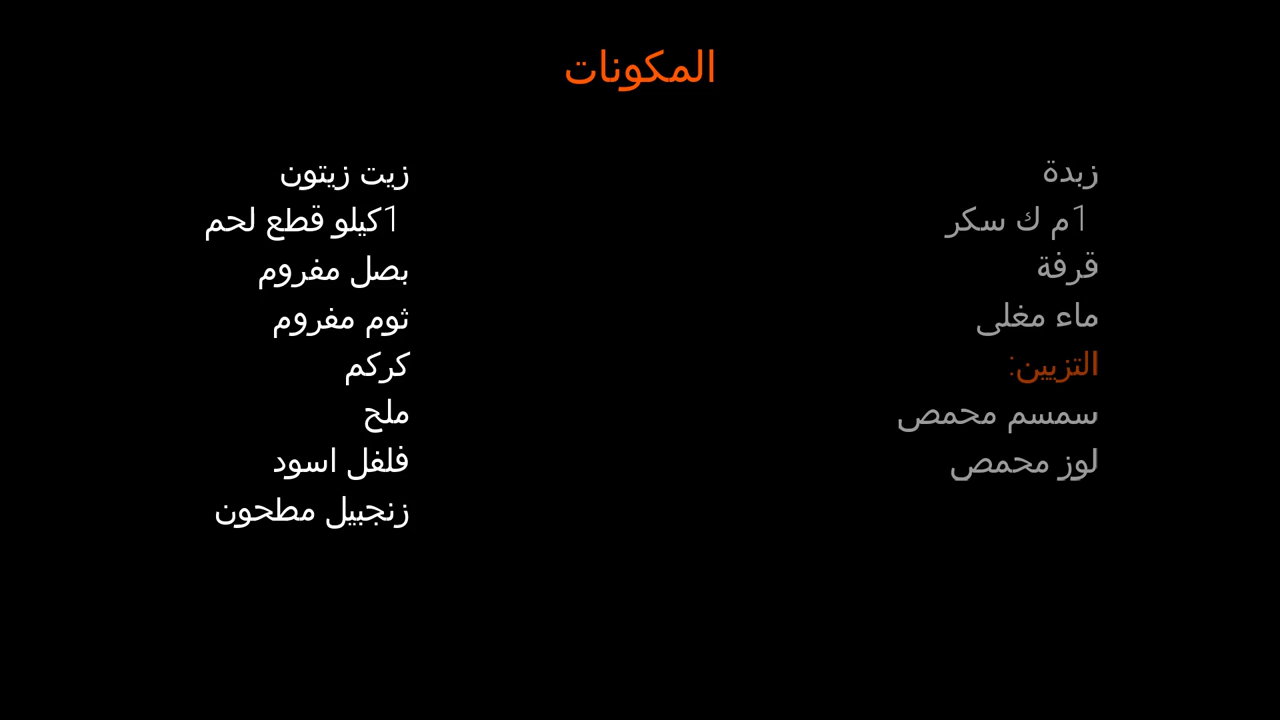 المكونات
زيت زيتون
1كيلو قطع لحم
بصل مفروم
ثوم مفروم
كركم
ملح
فلفل اسود
زنجبيل مطحون
زبدة
1م ك سكر
قرفة
ماء مغلى
التزيين:
سمسم محمص
لوز محمص